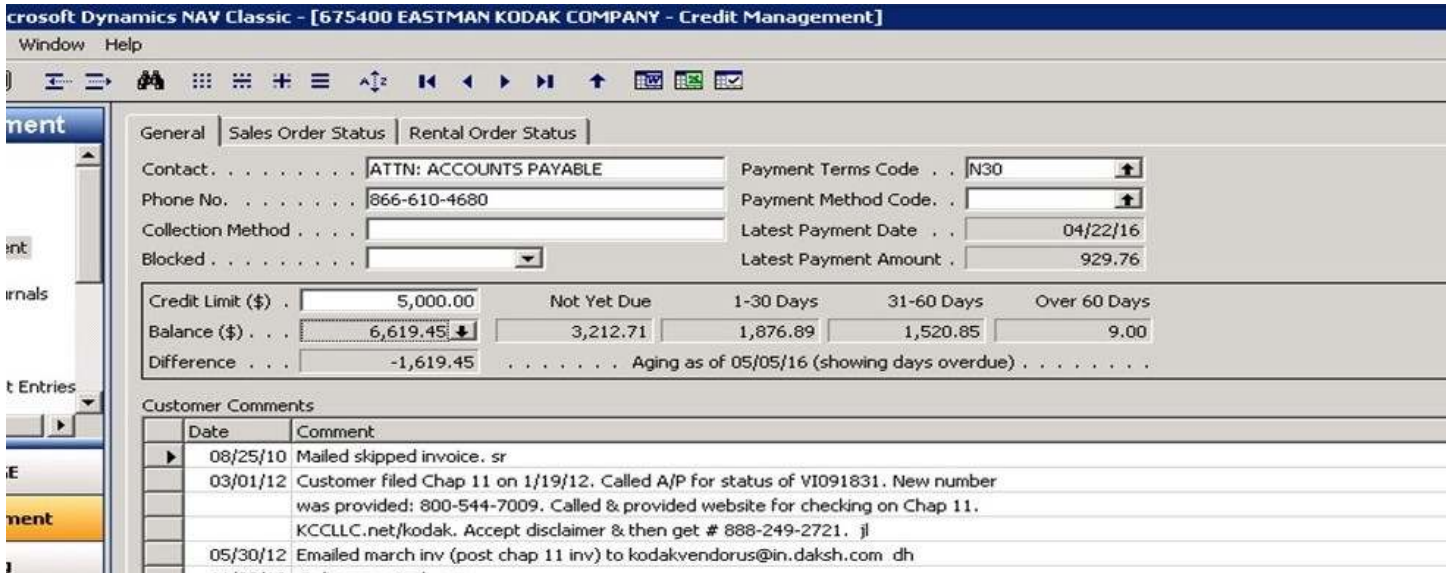 crosoft Dynamics NAV Classic - [675400 EASTMAN KODAK COMPANY - Credit Management]
Window Help
ment
ent
urnals
t Entries
General Sales Order Status Rental Order Status
Contact. . . . . . . . . . ATTN: ACCOUNTS PAYABLE Payment Terms Code . . N30
Phone No. . . . . . . . 866-610-4680 Payment Method Code. .
Collection Method . . . . Latest Payment Date . . 04/22/16
Blocked . . . . . . . . . . Latest Payment Amount . 929.76
Credit Limit ($) . 5,000.00 Not Yet Due 1-30 Days 31-60 Days Over 60 Days
Balance ($) . . . 6,619.45 3,212.71 1,876.89 1,520.85 9.00
Difference . . . -1,619.45 . . . . . . . Aging as of 05/05/16 (showing days overdue) . . . . . . . .
Customer Comments
Date Comment
08/25/10 Mailed skipped invoice. sr
03/01/12 Customer filed Chap 11 on 1/19/12. Called A/P for status of VI091831. New number
was provided: 800-544-7009. Called & provided website for checking on Chap 11.
KCCLLC.net/kodak. Accept disclaimer & then get # 888-249-2721. jl
05/30/12 Emailed march inv (post chap 11 inv) to kodakvendorus@in.daksh.com dh
E
ment